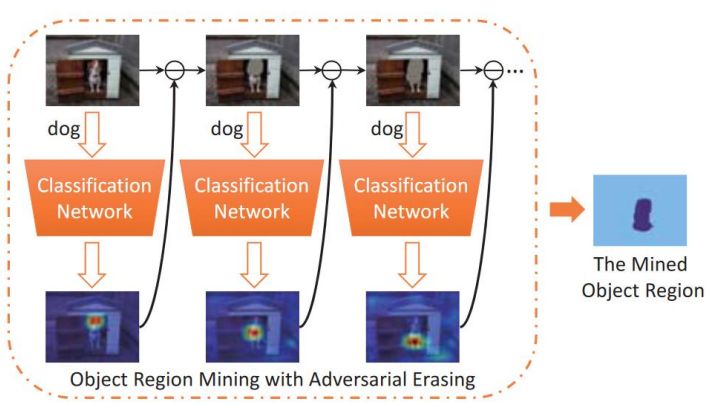 dog
dog
dog
Classification
Network
Classification
Network
Classification
Network
...
The Mined
Object Region
Object Region Mining with Adversarial Erasing